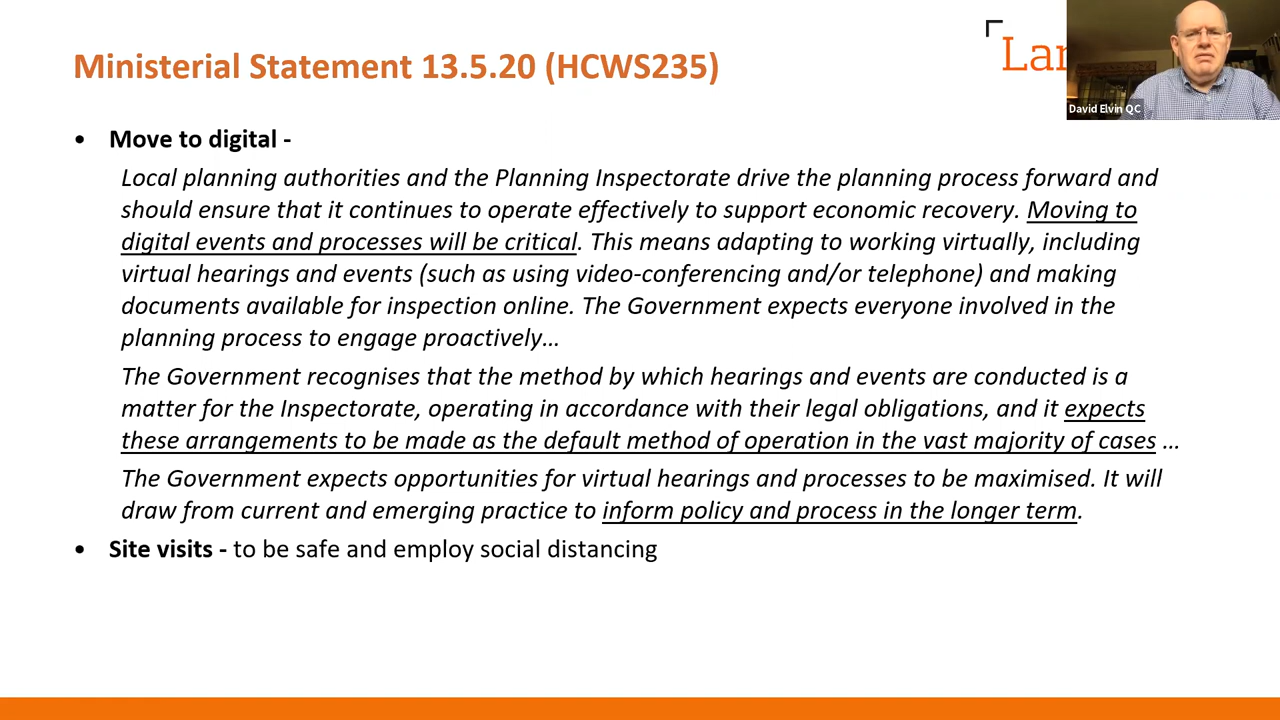 Ministerial Statement 13.5.20 (HCWS235)
Lan
David Elvin QC
• Move to digital -
Local planning authorities and the Planning Inspectorate drive the planning process forward and
should ensure that it continues to operate effectively to support economic recovery. Moving to
digital events and processes will be critical. This means adapting to working virtually, including
virtual hearings and events (such as using video-conferencing and/or telephone) and making
documents available for inspection online. The Government expects everyone involved in the
planning process to engage proactively…
The Government recognises that the method by which hearings and events are conducted is a
matter for the Inspectorate, operating in accordance with their legal obligations, and it expects
these arrangements to be made as the default method of operation in the vast majority of cases …
The Government expects opportunities for virtual hearings and processes to be maximised. It will
draw from current and emerging practice to inform policy and process in the longer term.
• Site visits - to be safe and employ social distancing